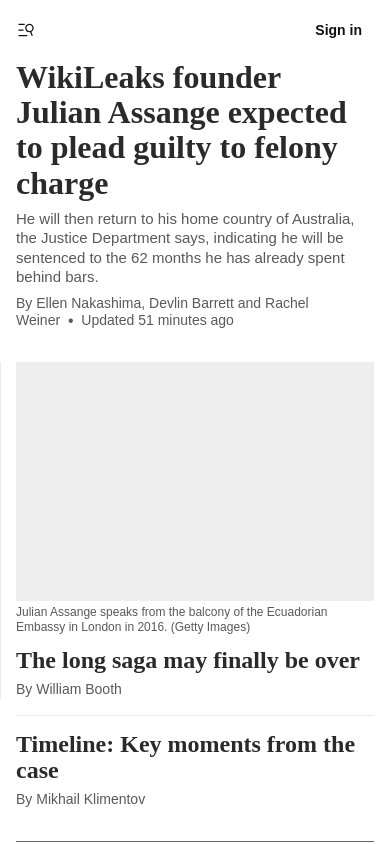 Sign in
WikiLeaks founder
Julian Assange expected
to plead guilty to felony
charge
He will then return to his home country of Australia,
the Justice Department says, indicating he will be
sentenced to the 62 months he has already spent
behind bars.
By Ellen Nakashima, Devlin Barrett and Rachel
Weiner • Updated 51 minutes ago
Julian Assange speaks from the balcony of the Ecuadorian
Embassy in London in 2016. (Getty Images)
The long saga may finally be over
By William Booth
Timeline: Key moments from the
case
By Mikhail Klimentov